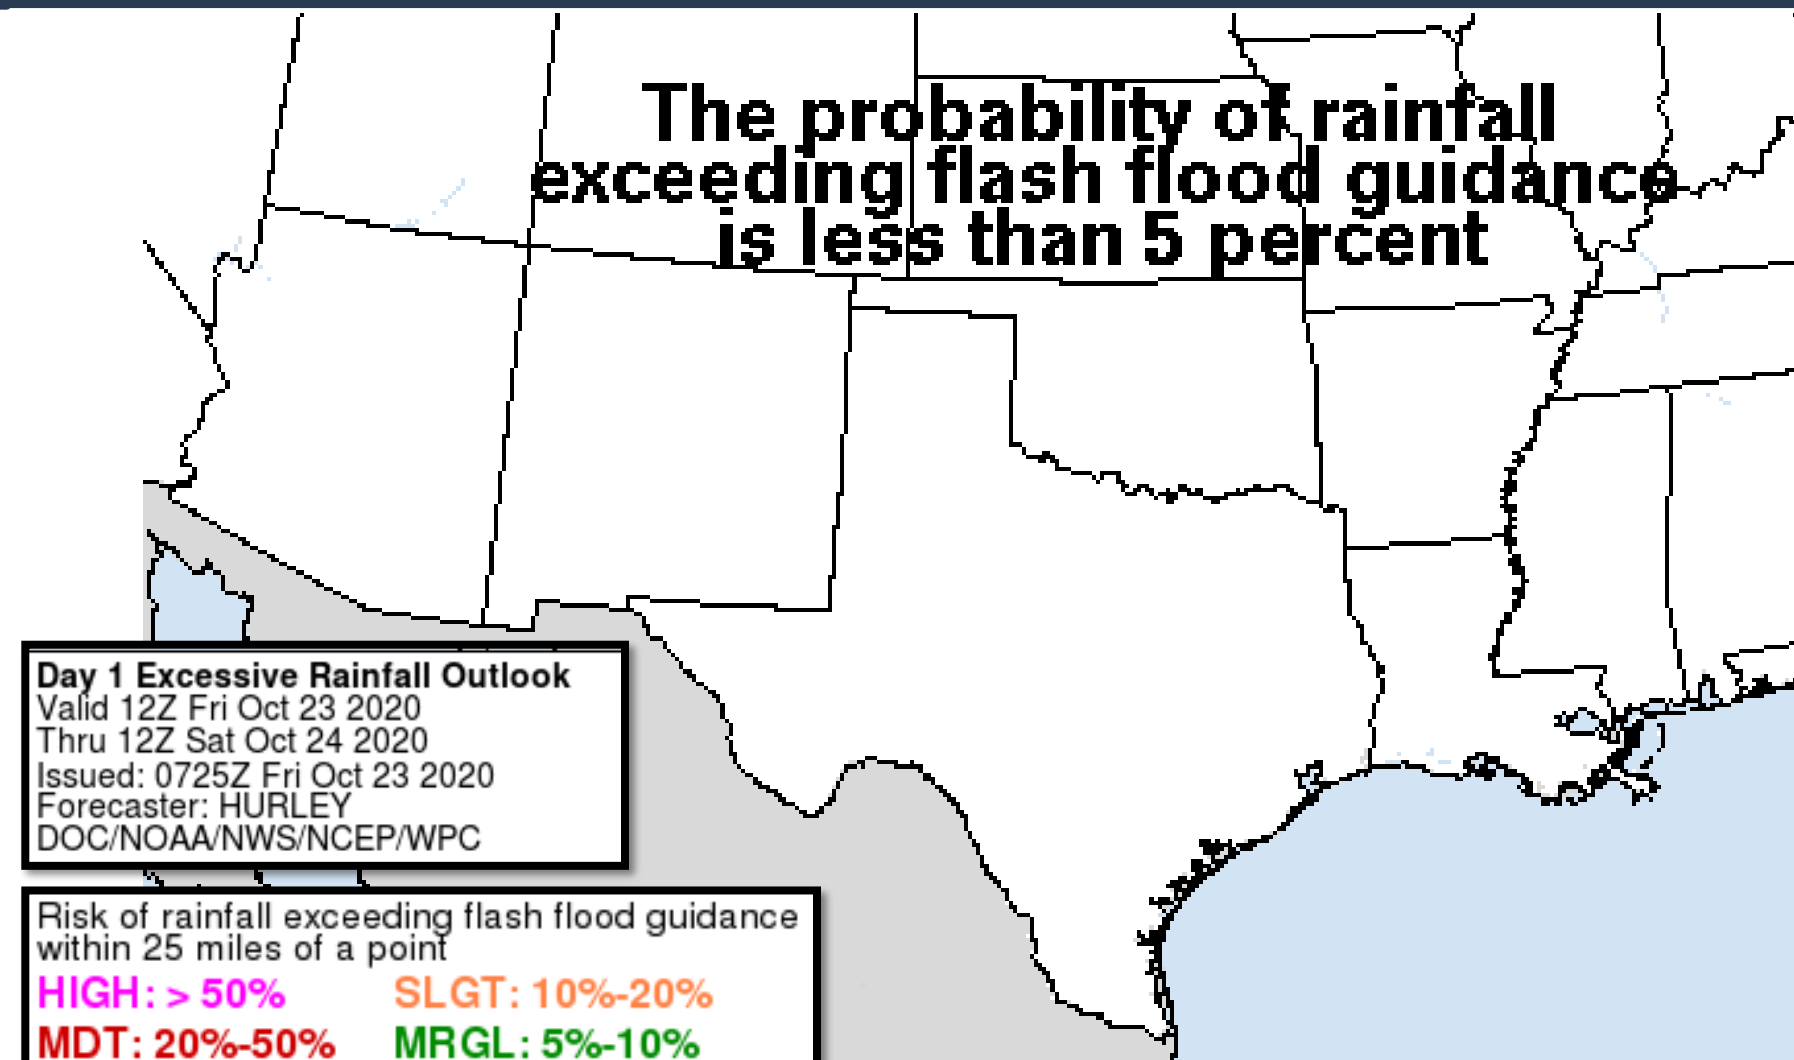 The probability of rainfall
exceeding flash flood guidance
is less than 5 percent
Day 1 Excessive Rainfall Outlook
Valid 12Z Fri Oct 23 2020
Thru 12Z Sat Oct 24 2020
Issued: 0725Z Fri Oct 23 2020
Forecaster: HURLEY
DOC/NOAA/NWS/NCEP/WPC
Risk of rainfall exceeding flash flood guidance
within 25 miles of a point
HIGH: > 50% SLGT: 10%-20%
MDT: 20%-50% MRGL: 5%-10%